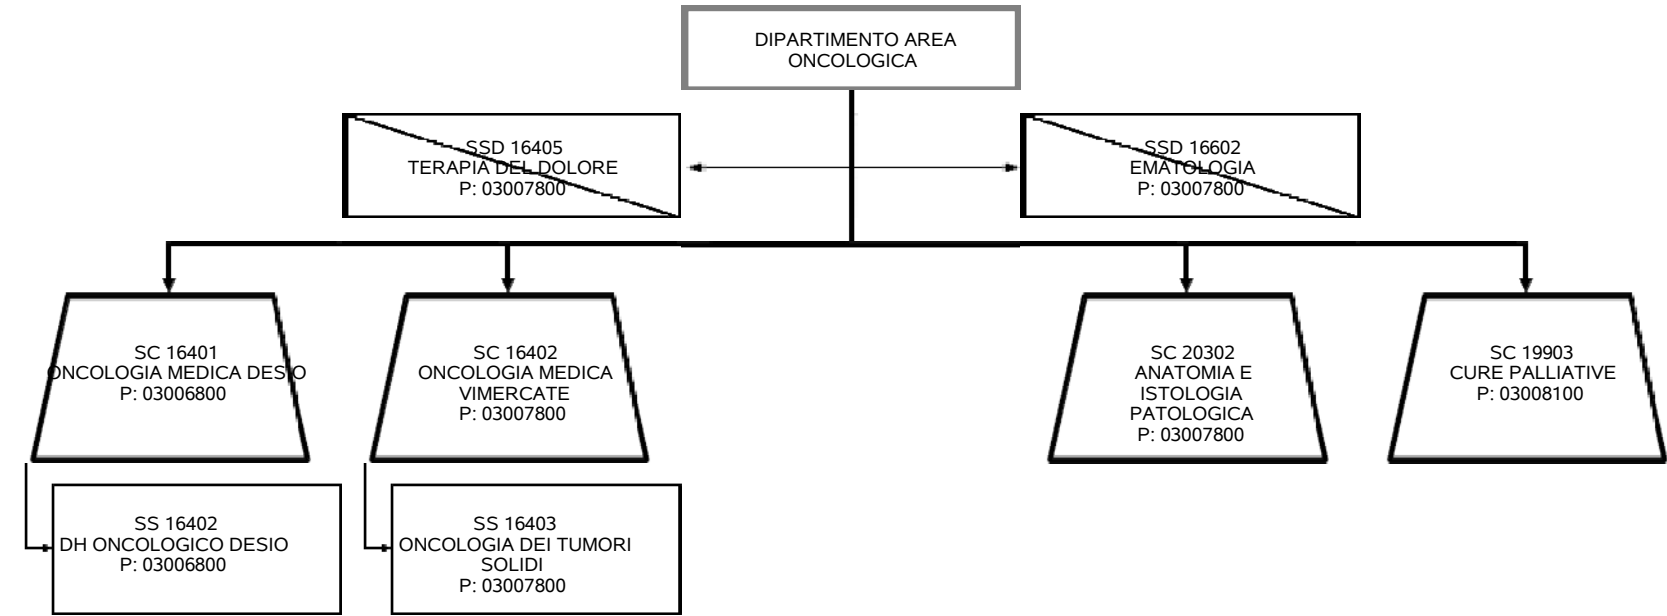 DIPARTIMENTO AREA
ONCOLOGICA
SSD 16405
TERAPIA DEL DOLORE
P: 03007800
SSD 16602
EMATOLOGIA
P: 03007800
SC 16401
ONCOLOGIA MEDICA DESIO
P: 03006800
SC 16402
ONCOLOGIA MEDICA
VIMERCATE
P: 03007800
SC 20302
ANATOMIA E
ISTOLOGIA
PATOLOGICA
P: 03007800
SC 19903
CURE PALLIATIVE
P: 03008100
SS 16402
DH ONCOLOGICO DESIO
P: 03006800
SS 16403
ONCOLOGIA DEI TUMORI
SOLIDI
P: 03007800